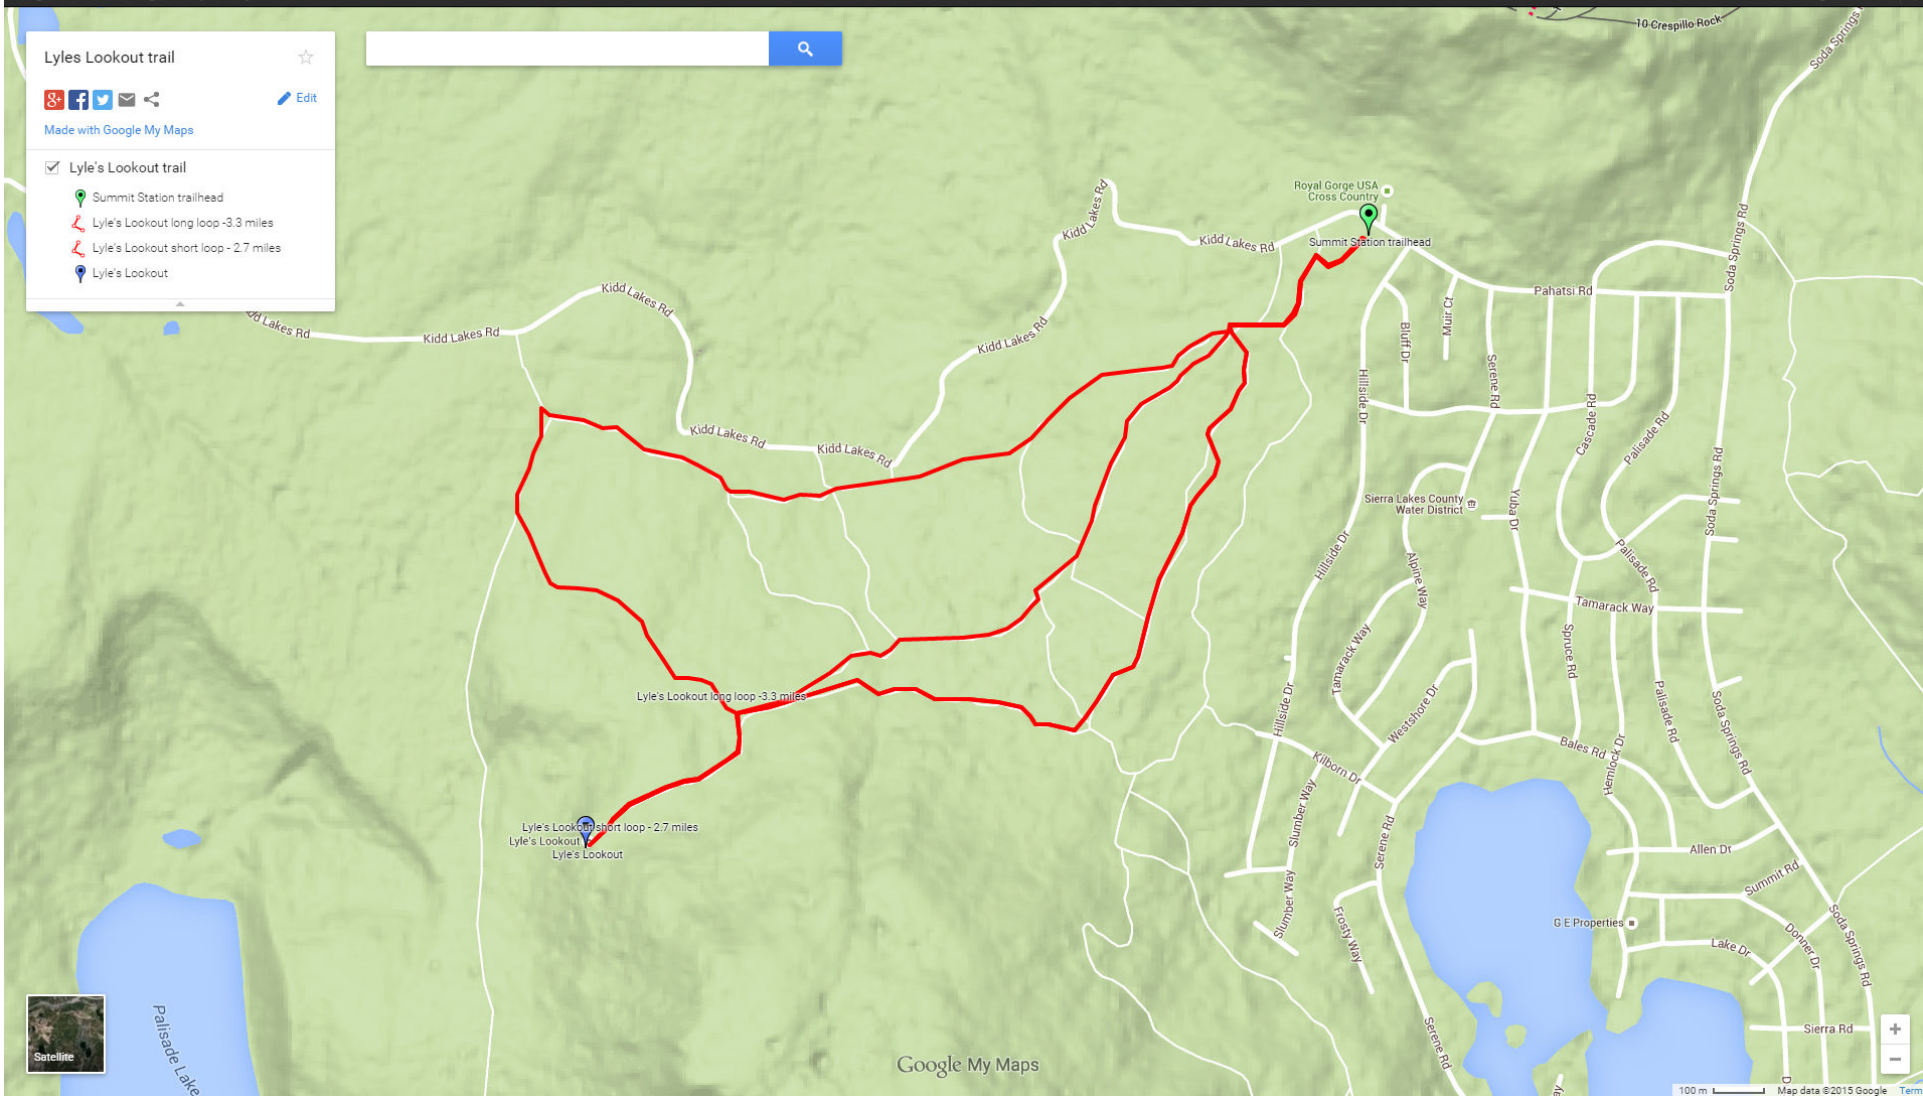 Lyles Lookout trail
Edit
Made with Google My Maps
Lyle's Lookout trail
Summit Station trailhead
Lyle's Lookout long loop -3.3 miles
Lyle's Lookout short loop - 2.7 miles
Lyle's Lookout
10 Crespillo Rock
Soda Springs Rd
Royal Gorge USA
Cross Country
Summit Station trailhead
Kidd Lakes Rd
Kidd Lakes Rd
Kidd Lakes Rd
Kidd Lakes Rd
Kidd Lakes Rd
Kidd Lakes Rd
Kidd Lakes Rd
Kidd Lakes Rd
Soda Springs Rd
Pahatsi Rd
Muir Ct
Bluff Dr
Serene Rd
Hillside Dr
Cascade Rd
Palisade Rd
Soda Springs Rd
Sierra Lakes County
Water District
Yuba Dr
Hillside Dr
Alpine Way
Palisade Rd
Tamarack Way
Tamarack Way
Spruce Rd
Palisade Rd
Soda Springs Rd
Hillside Dr
Westshore Dr
Bales Rd
Hemlock Dr
Kilborn Dr
Lyle's Lookout long loop -3.3 miles
Lyle's Lookout short loop - 2.7 miles
Lyle's Lookout
Lyle's Lookout
Slumber Way
Serene Rd
Allen Dr
Summit Rd
Slumber Way
Frosty Way
G E Properties
Lake Dr
Donner Dr
Soda Springs Rd
Serene Rd
Sierra Rd
Palisade Lake
Satellite
Google My Maps
100 m
Map data ©2015 Google
Term